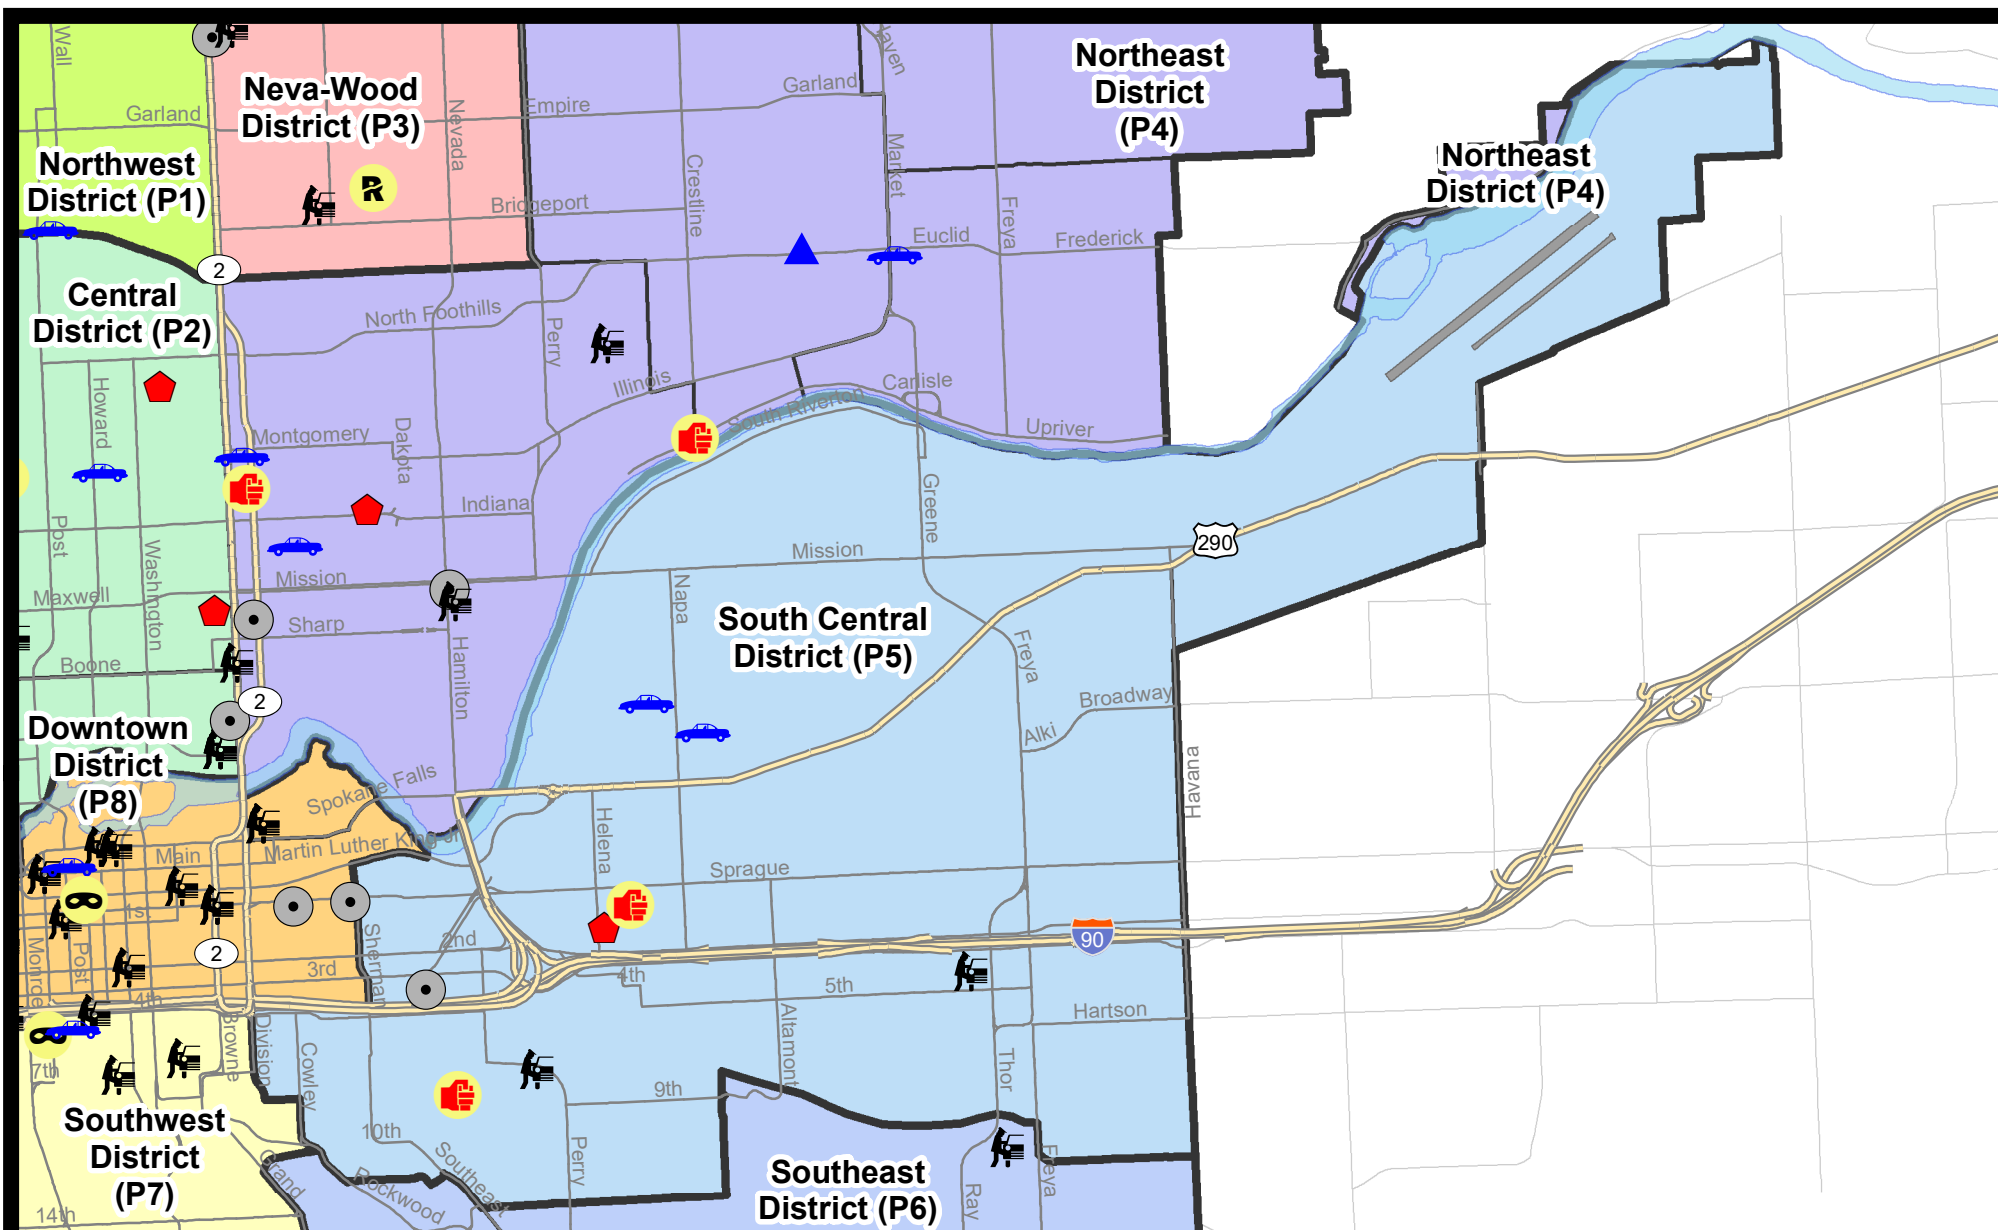 Wall
Haven
Neva-Wood
District (P3)
Northeast
District
(P4)
Garland
Empire
Garland
Nevada
Market
Northwest
District (P1)
Crestline
Northeast
District (P4)
Bridgeport
Freya
Euclid
Frederick
2
Central
District (P2)
North Foothills
Perry
Illinois
Carlisle
South Riverton
Howard
Montgomery
Dakota
Upriver
Indiana
Greene
Post
Washington
290
Mission
Mission
Maxwell
Napa
Sharp
South Central
District (P5)
Freya
Boone
Hamilton
2
Broadway
Alki
Downtown
District
(P8)
Havana
Spokane Falls
Helena
Martin Luther King Jr
Main
Sprague
1st
Sherman
2nd
90
Monroe
Post
2
3rd
4th
5th
4th
Altamont
Hartson
Browne
Division
Cowley
Thor
7th
9th
Southwest
District
(P7)
10th
Southeast
Perry
Grand
Rockwood
Southeast
District (P6)
Ray
Freya
14th